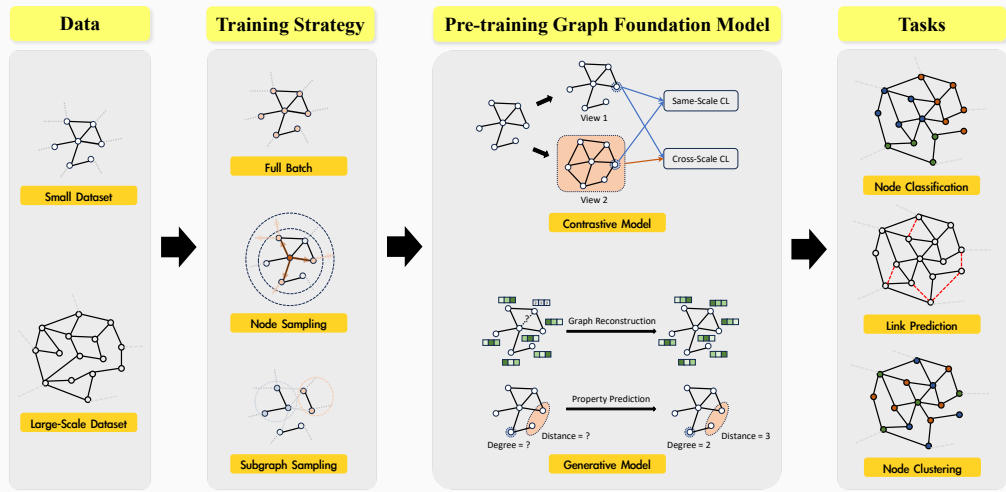 Data
Small Dataset
Large-Scale Dataset
Training Strategy
Full Batch
Node Sampling
Subgraph Sampling
Pre-training Graph Foundation Model
View 1
Same-Scale CL
Cross-Scale CL
View 2
Contrastive Model
?
Graph Reconstruction
Property Prediction
Distance = ?
Degree = ?
Distance = 3
Degree = 2
Generative Model
Tasks
Node Classification
Link Prediction
Node Clustering